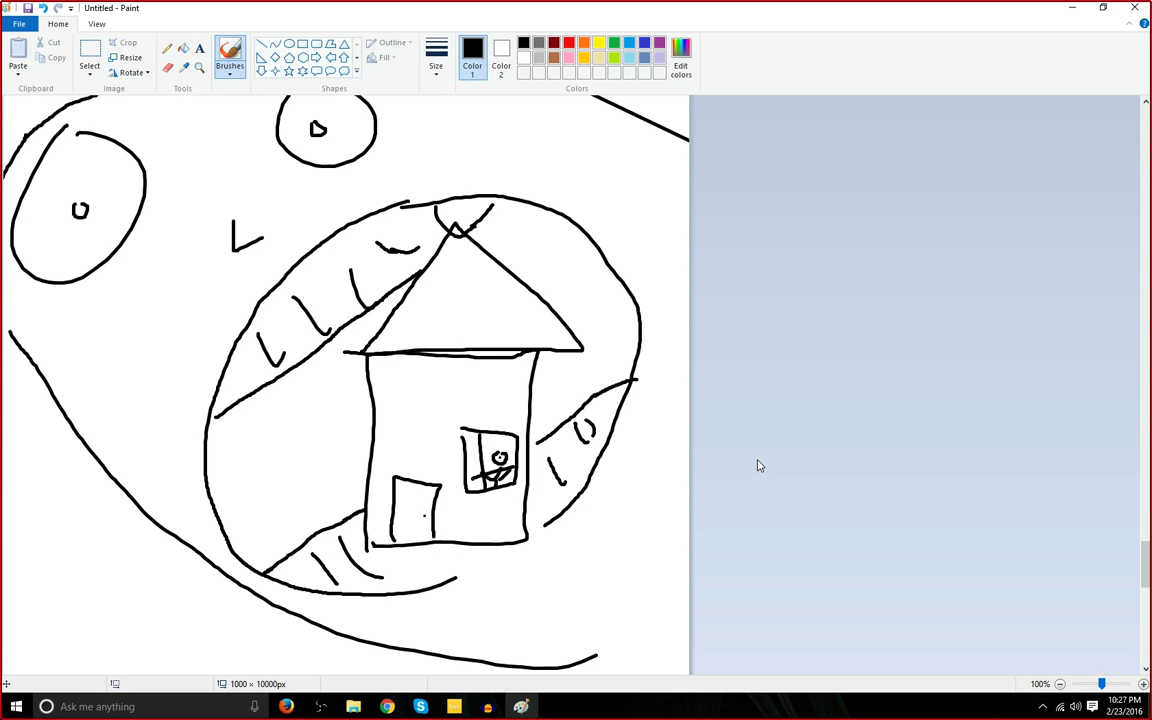 Untitled - Paint
File Home View
Paste
Cut
Copy
Clipboard
Select
Crop
Resize
Rotate
Image
A
Tools
Brushes
Shapes
Outline
Fill
Size
Color 1
Color 2
Colors
Edit colors
1000 × 10000px
100%
Ask me anything
10:27 PM
2/23/2016